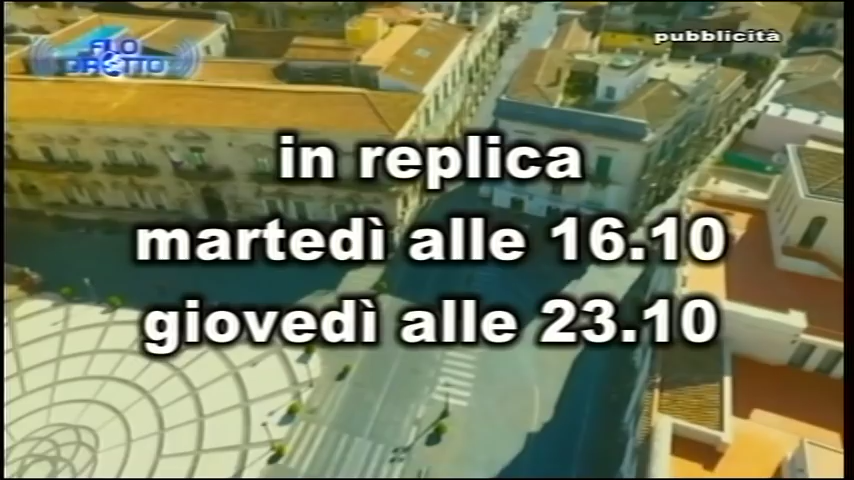 pubblicità
FILO
DIRETTO
in replica
martedì alle 16.10
giovedì alle 23.10